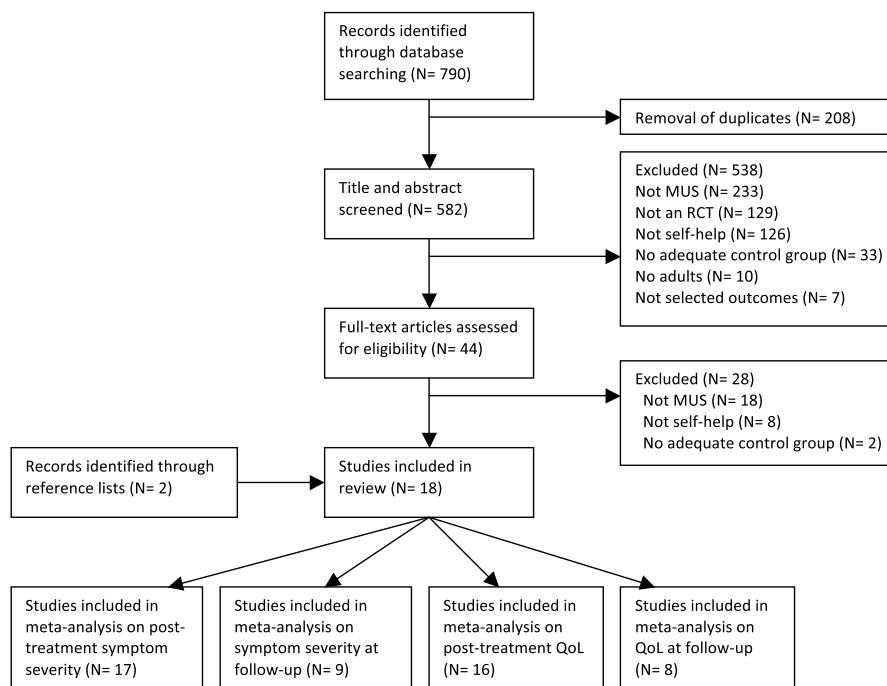 Records identified
through database
searching (N= 790)
Removal of duplicates (N= 208)
Title and abstract
screened (N= 582)
Excluded (N= 538)
Not MUS (N= 233)
Not an RCT (N= 129)
Not self-help (N= 126)
No adequate control group (N= 33)
No adults (N= 10)
Not selected outcomes (N= 7)
Full-text articles assessed
for eligibility (N= 44)
Excluded (N= 28)
Not MUS (N= 18)
Not self-help (N= 8)
No adequate control group (N= 2)
Records identified through
reference lists (N= 2)
Studies included in
review (N= 18)
Studies included in
meta-analysis on post-
treatment symptom
severity (N= 17)
Studies included in
meta-analysis on
symptom severity at
follow-up (N= 9)
Studies included in
meta-analysis on
post-treatment QoL
(N= 16)
Studies included in
meta-analysis on
QoL at follow-up
(N= 8)